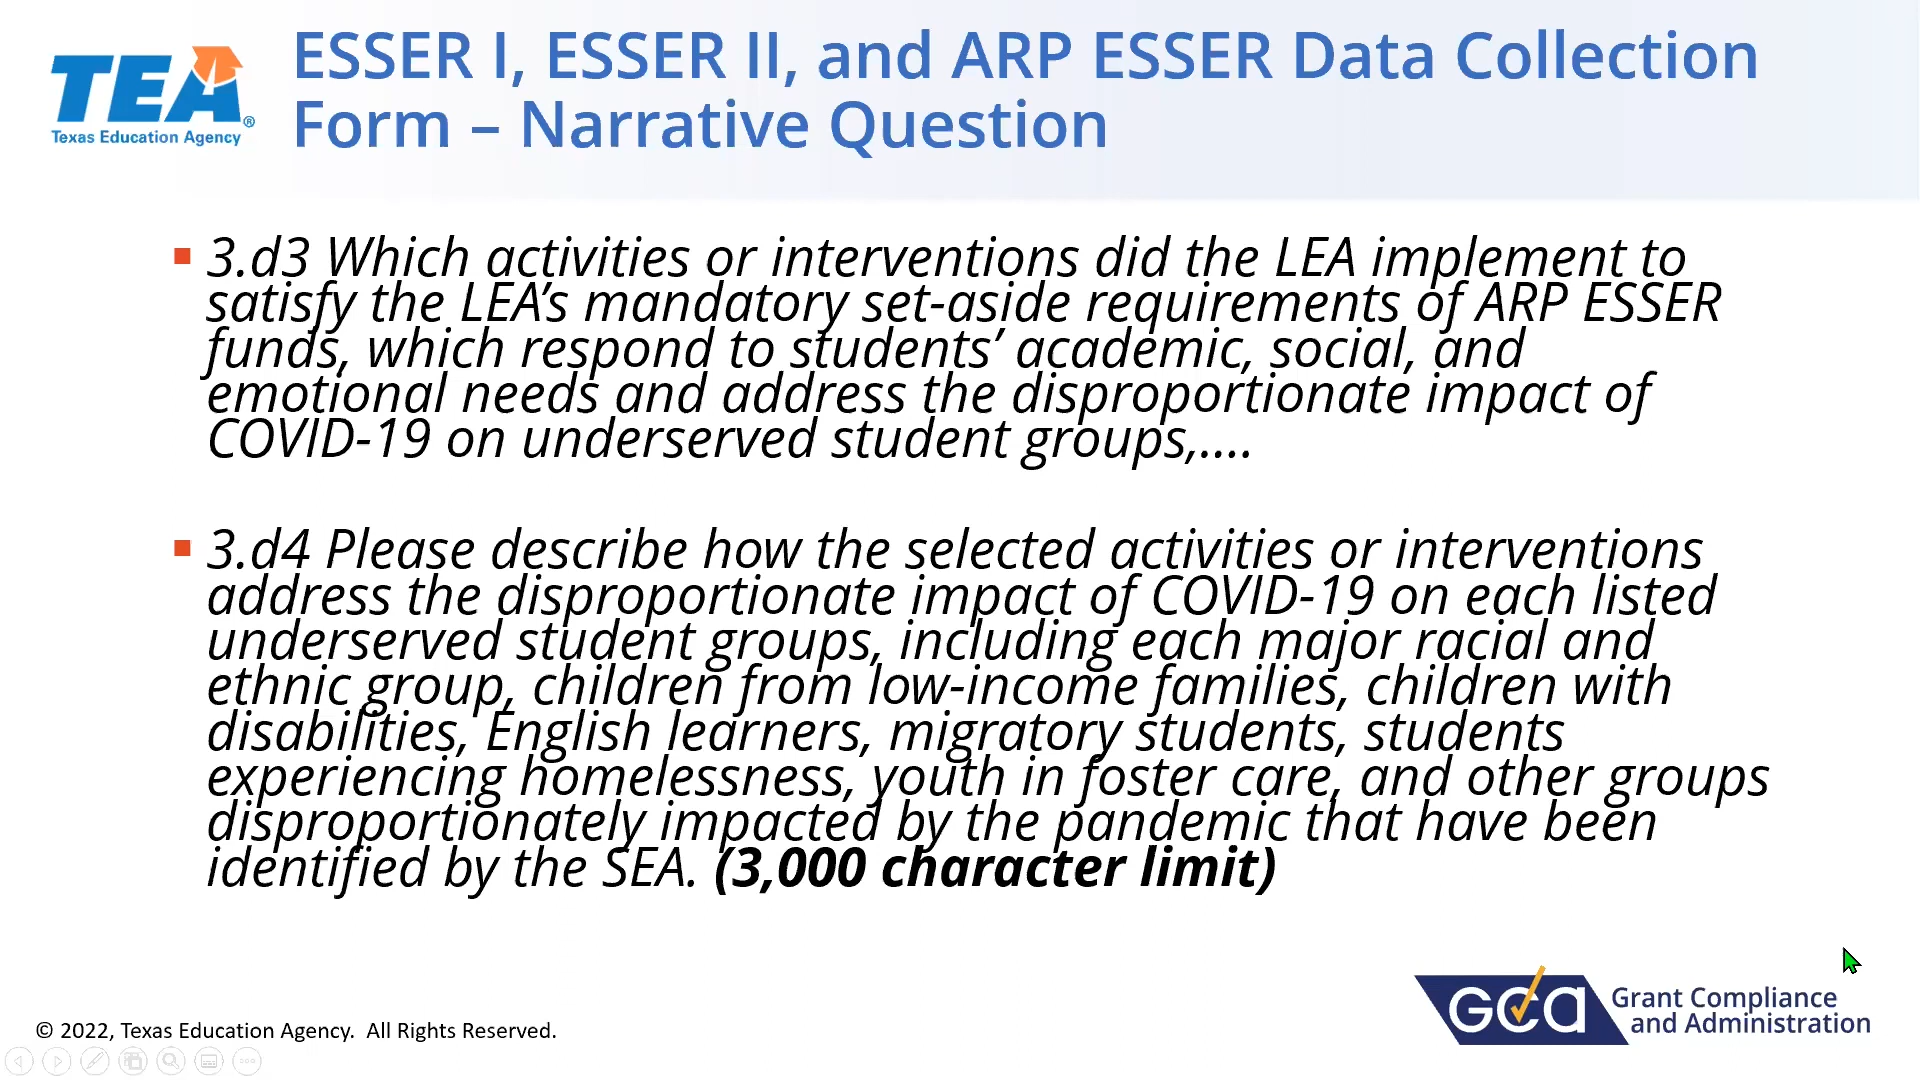 TEA®
Texas Education Agency
ESSER I, ESSER II, and ARP ESSER Data Collection
Form – Narrative Question
3.d3 Which activities or interventions did the LEA implement to
satisfy the LEA’s mandatory set-aside requirements of ARP ESSER
funds, which respond to students’ academic, social, and
emotional needs and address the disproportionate impact of
COVID-19 on underserved student groups,....
3.d4 Please describe how the selected activities or interventions
address the disproportionate impact of COVID-19 on each listed
underserved student groups, including each major racial and
ethnic group, children from low-income families, children with
disabilities, English learners, migratory students, students
experiencing homelessness, youth in foster care, and other groups
disproportionately impacted by the pandemic that have been
identified by the SEA. (3,000 character limit)
gca
Grant Compliance
and Administration
© 2022, Texas Education Agency.  All Rights Reserved.